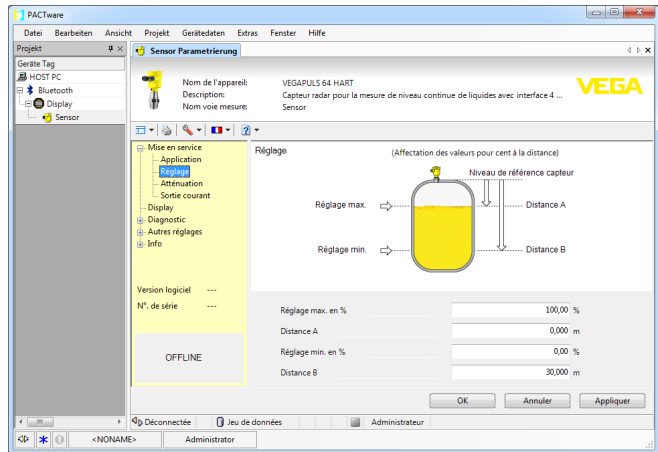 PACTware
Datei Bearbeiten Ansicht Projekt Gerätedaten Extras Fenster Hilfe
Projekt
Geräte Tag
HOST PC
Bluetooth
Display
Sensor
Sensor Parametrierung
Nom de l'appareil: VEGAPULS 64 HART
Description: Capteur radar pour la mesure de niveau continue de liquides avec interface 4 ...
Nom voie mesure: Sensor
VEGA
Mise en service
Application
Réglage
Atténuation
Sortie courant
Display
Diagnostic
Autres réglages
Info
Version logiciel ---
N°. de série ---
OFFLINE
Réglage
(Affectation des valeurs pour cent à la distance)
Niveau de référence capteur
Réglage max.
Distance A
Réglage min.
Distance B
Réglage max. en % 100,00 %
Distance A 0,000 m
Réglage min. en % 0,00 %
Distance B 30,000 m
OK Annuler Appliquer
Déconnectée Jeu de données Administrateur
<NONAME> Administrator